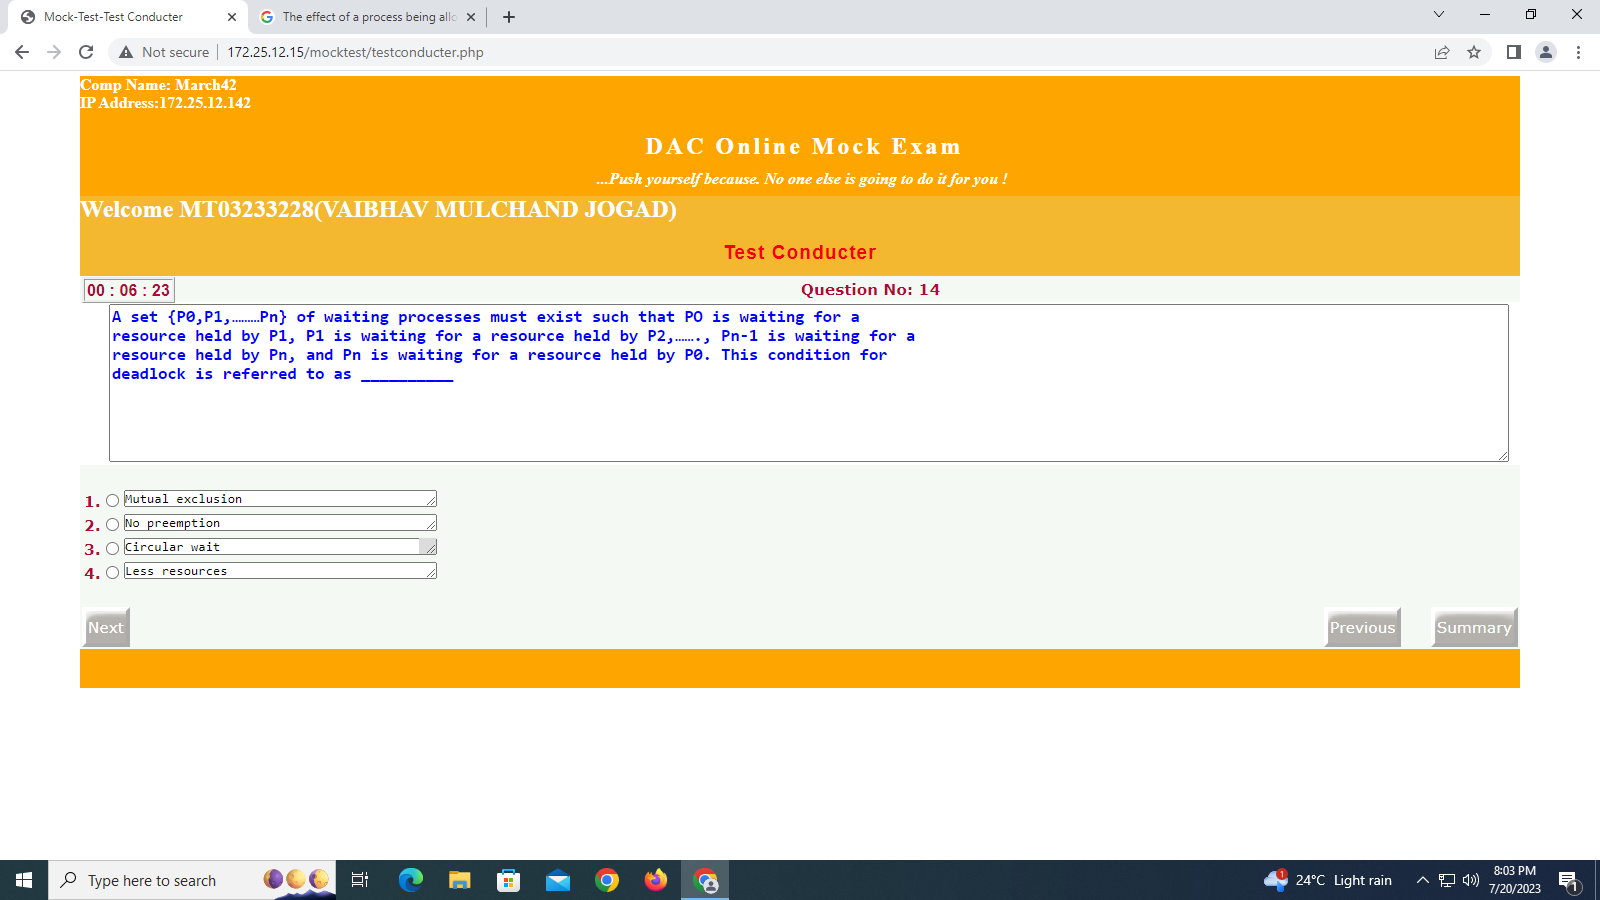 Mock-Test-Test Conducter
The effect of a process being allo
Not secure
172.25.12.15/mocktest/testconducter.php
Comp Name: March42
IP Address:172.25.12.142
DAC Online Mock Exam
...Push yourself because. No one else is going to do it for you !
Welcome MT03233228(VAIBHAV MULCHAND JOGAD)
Test Conducter
00 : 06 : 23
Question No: 14
A set {P0,P1,………Pn} of waiting processes must exist such that PO is waiting for a
resource held by P1, P1 is waiting for a resource held by P2,……., Pn-1 is waiting for a
resource held by Pn, and Pn is waiting for a resource held by P0. This condition for
deadlock is referred to as __________
1. Mutual exclusion
2. No preemption
3. Circular wait
4. Less resources
Next
Previous
Summary
Type here to search
1
24°C Light rain
8:03 PM
7/20/2023
1